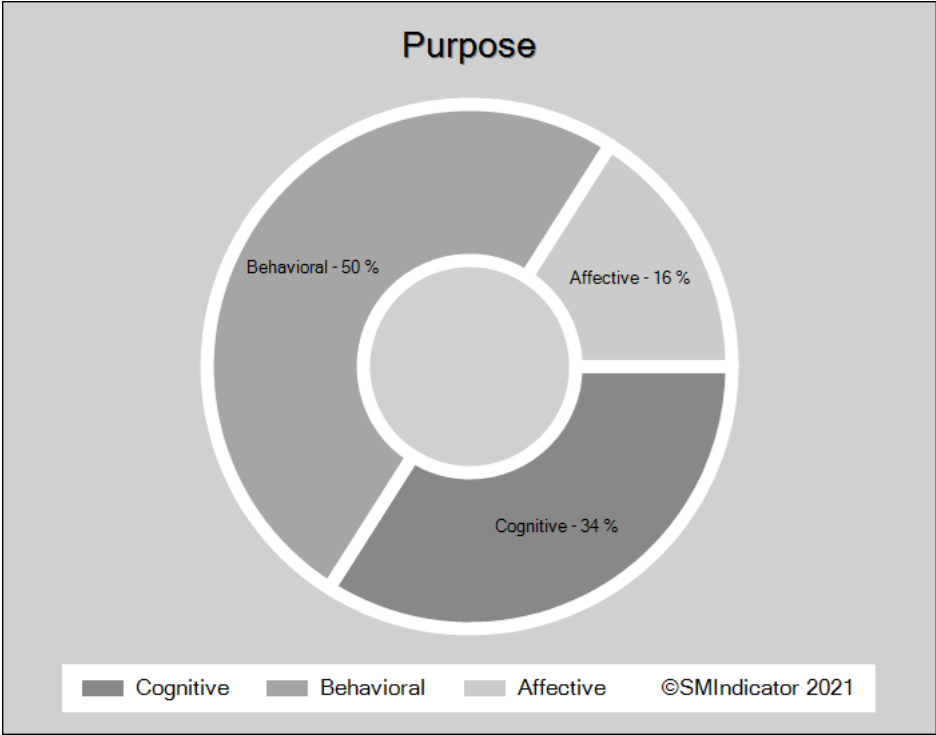 Purpose
Behavioral - 50 %
Affective - 16 %
Cognitive - 34 %
Cognitive Behavioral Affective ©SMIndicator 2021